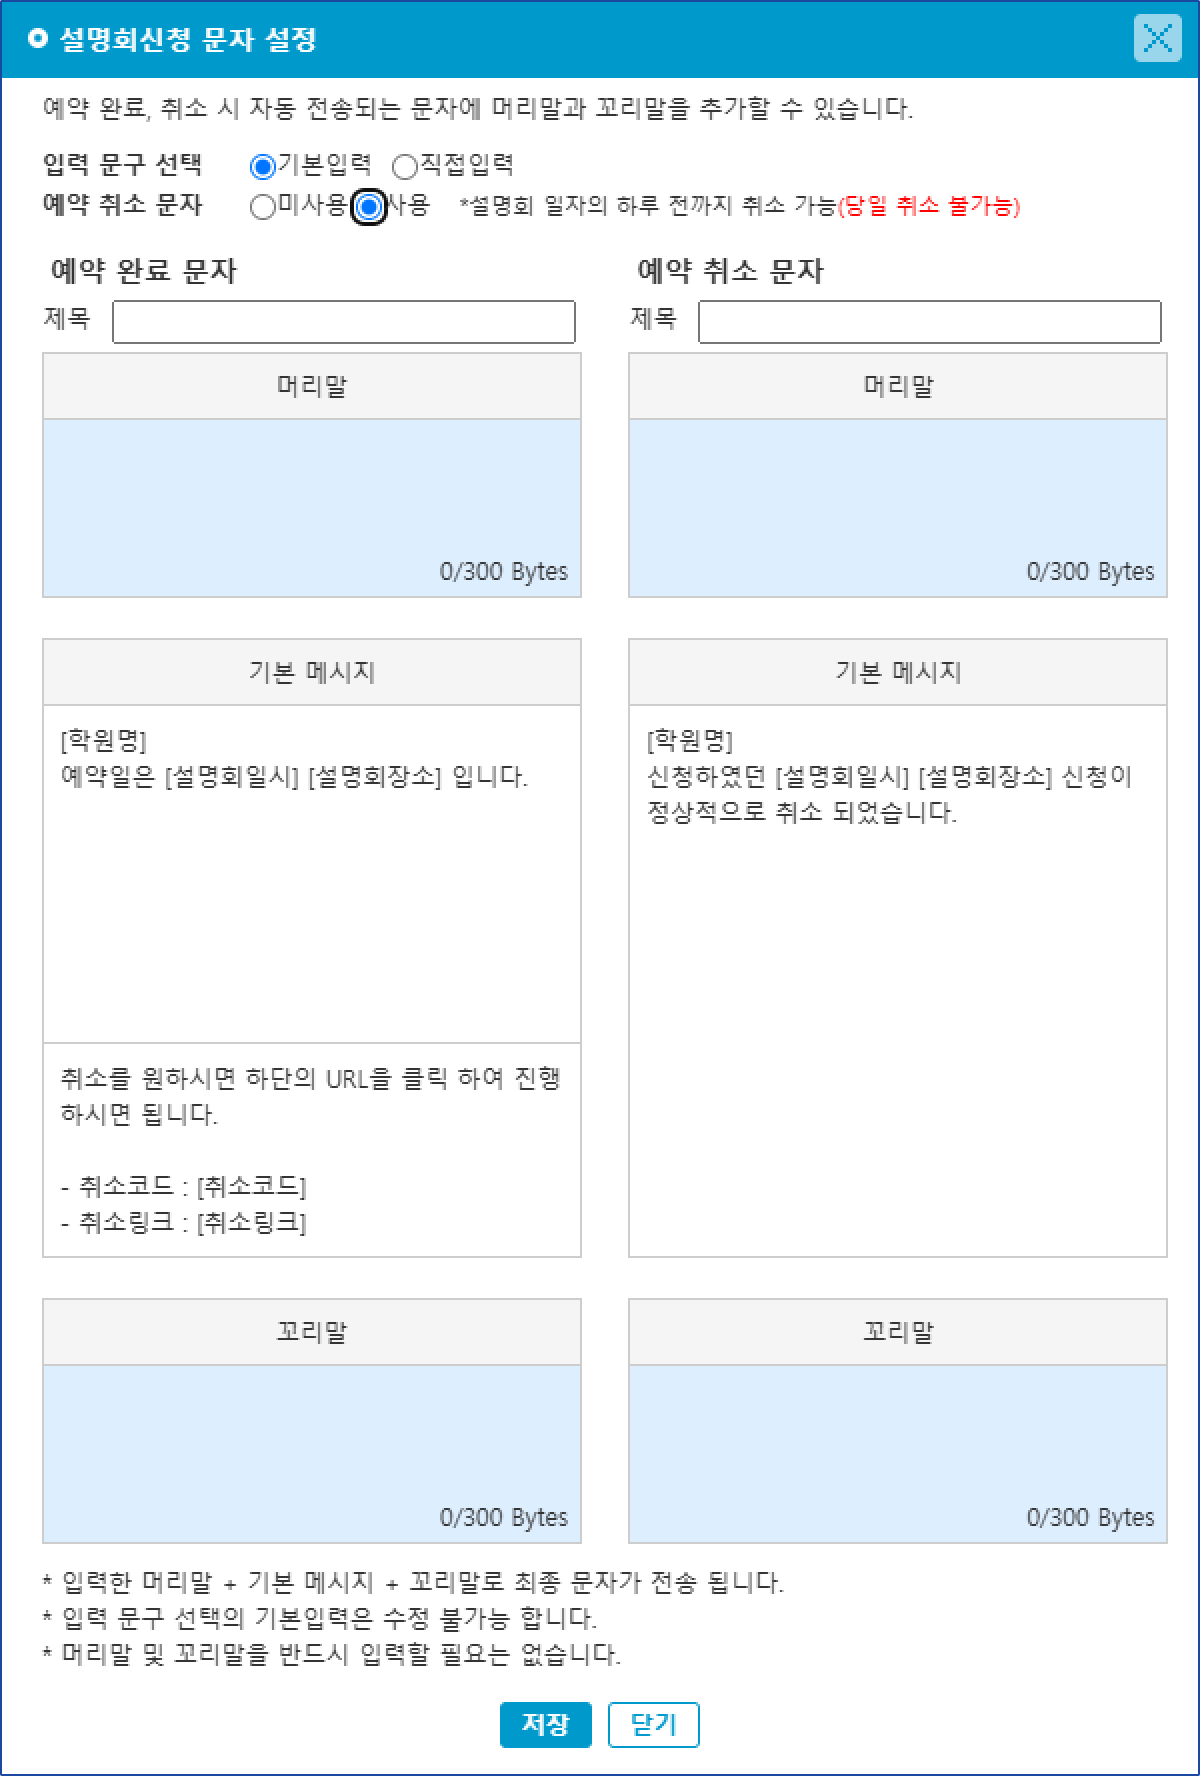 설명회신청 문자 설정
예약 완료, 취소 시 자동 전송되는 문자에 머리말과 꼬리말을 추가할 수 있습니다.
입력 문구 선택 기본입력 직접입력
예약 취소 문자 미사용 사용 *설명회 일자의 하루 전까지 취소 가능(당일 취소 불가능)
예약 완료 문자
제목
머리말
0/300 Bytes
기본 메시지
[학원명]
예약일은 [설명회일시] [설명회장소] 입니다.
취소를 원하시면 하단의 URL을 클릭 하여 진행
하시면 됩니다.
- 취소코드 : [취소코드]
- 취소링크 : [취소링크]
꼬리말
0/300 Bytes
예약 취소 문자
제목
머리말
0/300 Bytes
기본 메시지
[학원명]
신청하였던 [설명회일시] [설명회장소] 신청이
정상적으로 취소 되었습니다.
꼬리말
0/300 Bytes
* 입력한 머리말 + 기본 메시지 + 꼬리말로 최종 문자가 전송 됩니다.
* 입력 문구 선택의 기본입력은 수정 불가능 합니다.
* 머리말 및 꼬리말을 반드시 입력할 필요는 없습니다.
저장 닫기